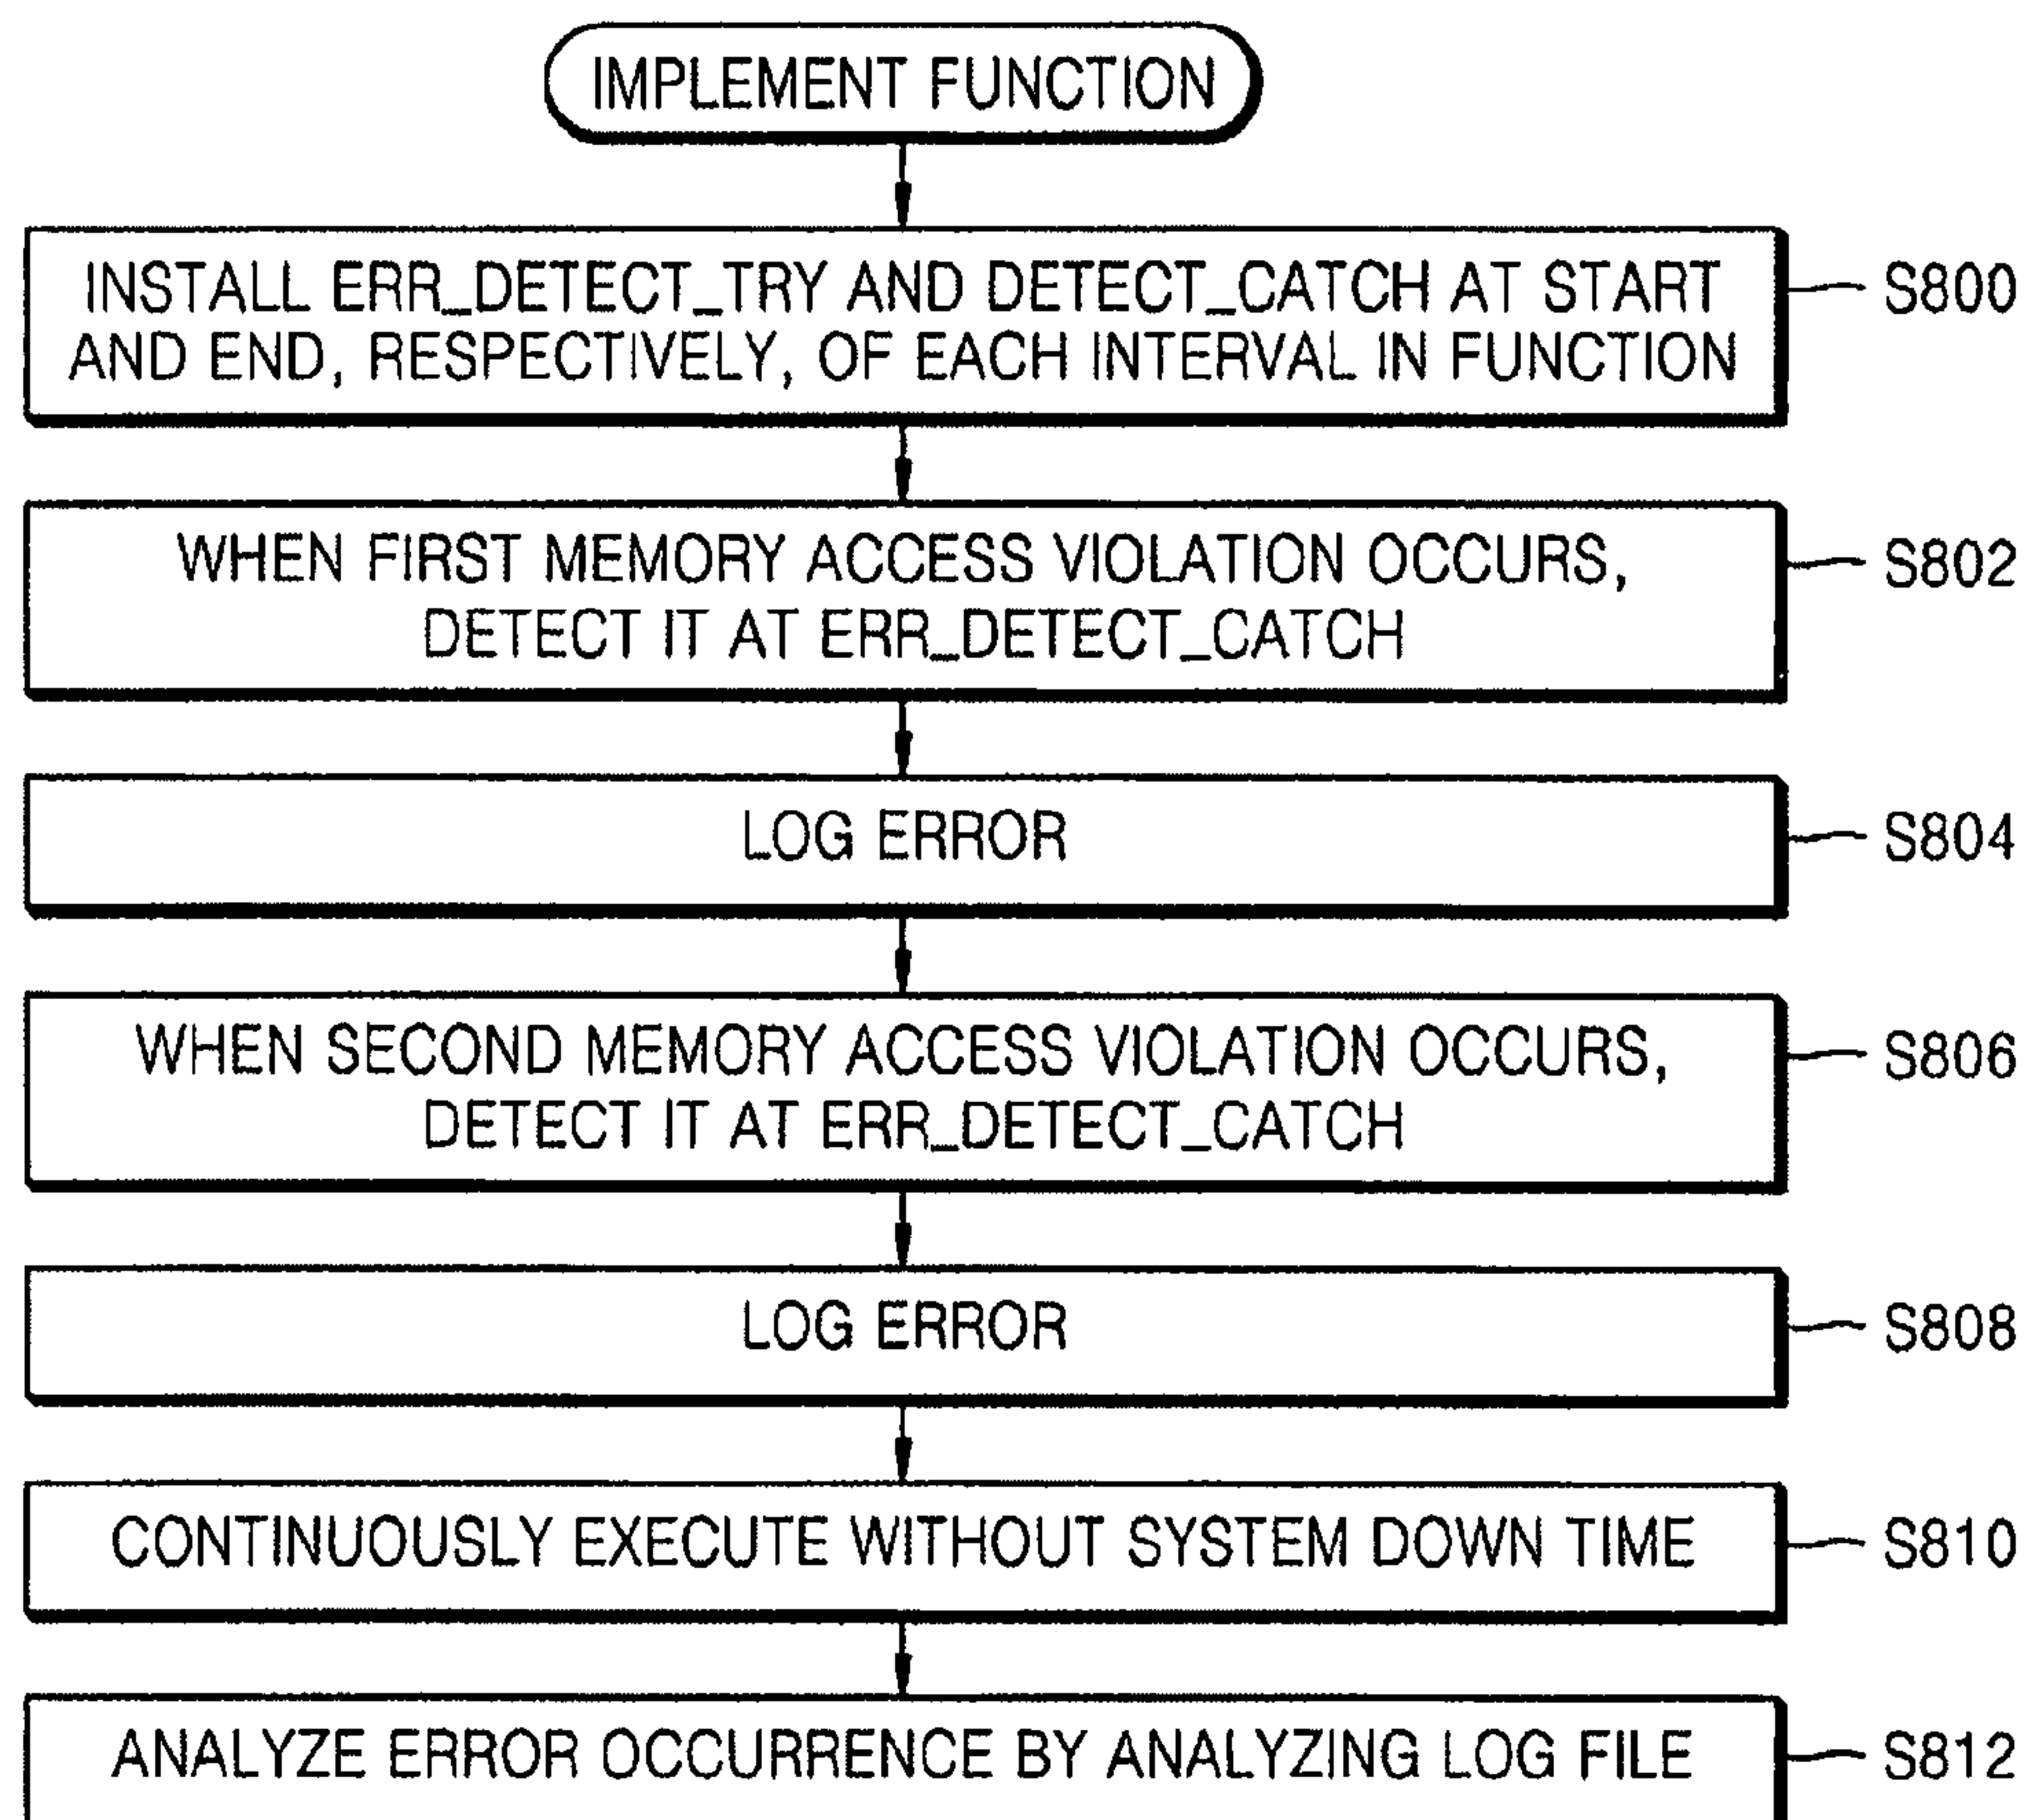 IMPLEMENT FUNCTION
INSTALL ERR_DETECT_TRY AND DETECT_CATCH AT START
AND END, RESPECTIVELY, OF EACH INTERVAL IN FUNCTION
S800
WHEN FIRST MEMORY ACCESS VIOLATION OCCURS,
DETECT IT AT ERR_DETECT_CATCH
S802
LOG ERROR
S804
WHEN SECOND MEMORY ACCESS VIOLATION OCCURS,
DETECT IT AT ERR_DETECT_CATCH
S806
LOG ERROR
S808
CONTINUOUSLY EXECUTE WITHOUT SYSTEM DOWN TIME
S810
ANALYZE ERROR OCCURRENCE BY ANALYZING LOG FILE
S812